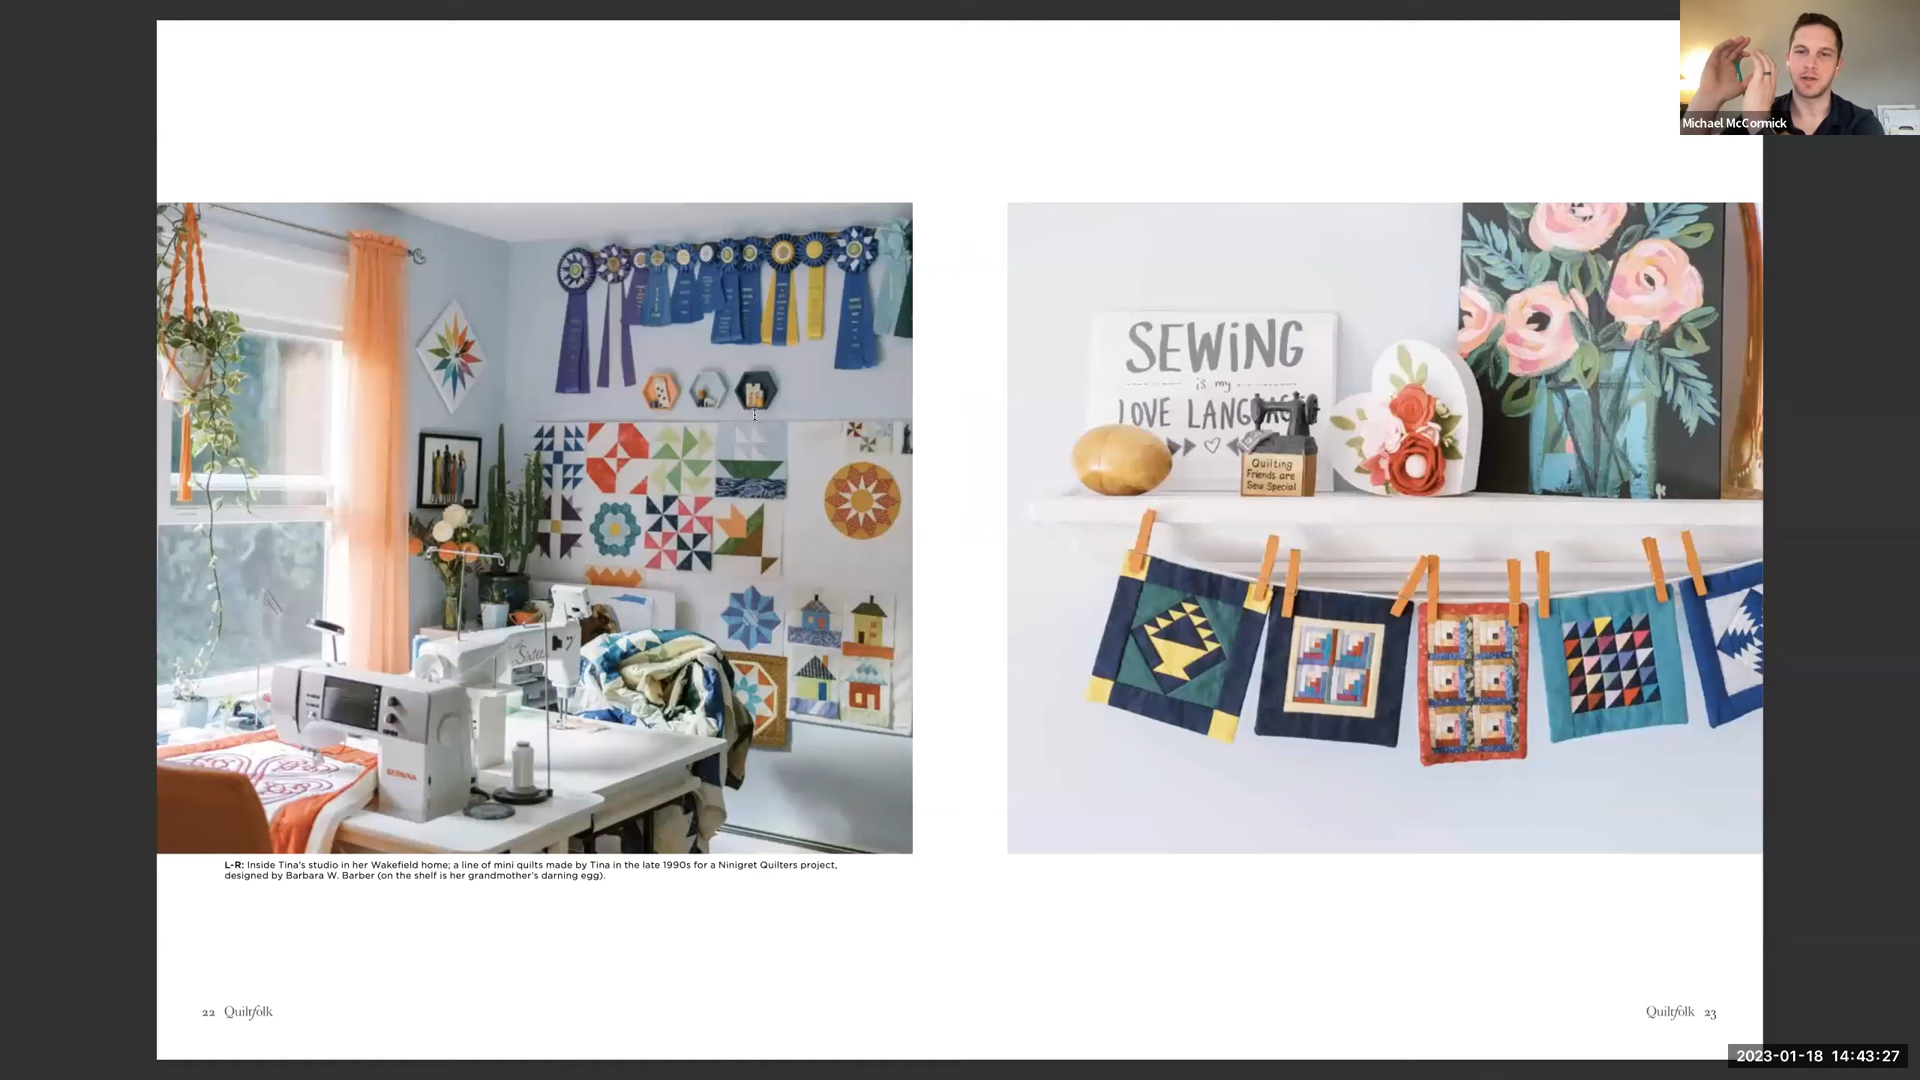 Michael McCormick
SEWiNG
is my
LOVE LANG
Quilting
Friends are
Sew Special
BERNINA
L-R: Inside Tina's studio in her Wakefield home; a line of mini quilts made by Tina in the late 1990s for a Ninigret Quilters project,
designed by Barbara W. Barber (on the shelf is her grandmother's darning egg).
22 Quiltfolk
Quiltfolk 23
2023-01-18 14:43:27